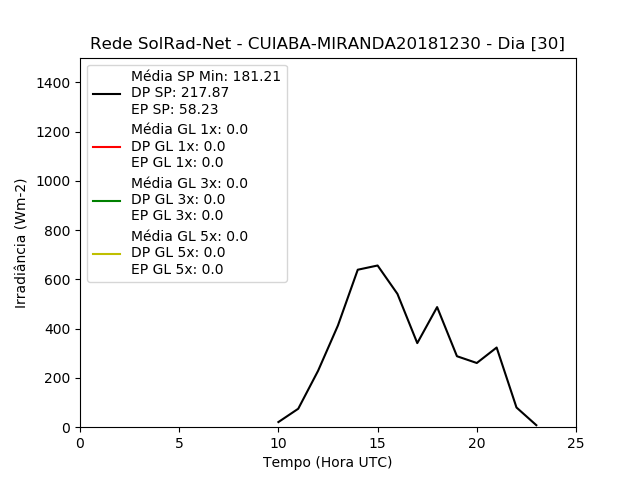 Rede SolRad-Net - CUIABA-MIRANDA20181230 - Dia [30]
Média SP Min: 181.21
DP SP: 217.87
EP SP: 58.23
Média GL 1x: 0.0
DP GL 1x: 0.0
EP GL 1x: 0.0
Média GL 3x: 0.0
DP GL 3x: 0.0
EP GL 3x: 0.0
Média GL 5x: 0.0
DP GL 5x: 0.0
EP GL 5x: 0.0
Irradiância (Wm-2)
1400
1200
1000
800
600
400
200
0
0 5 10 15 20 25
Tempo (Hora UTC)